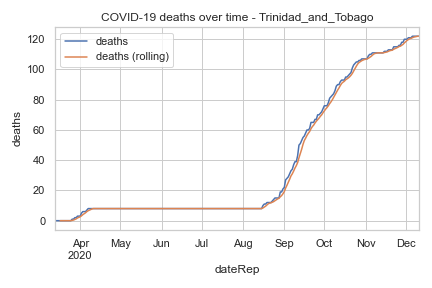 COVID-19 deaths over time - Trinidad_and_Tobago
deaths
deaths (rolling)
120
100
80
60
40
20
0
deaths
Apr May Jun Jul Aug Sep Oct Nov Dec
2020
dateRep